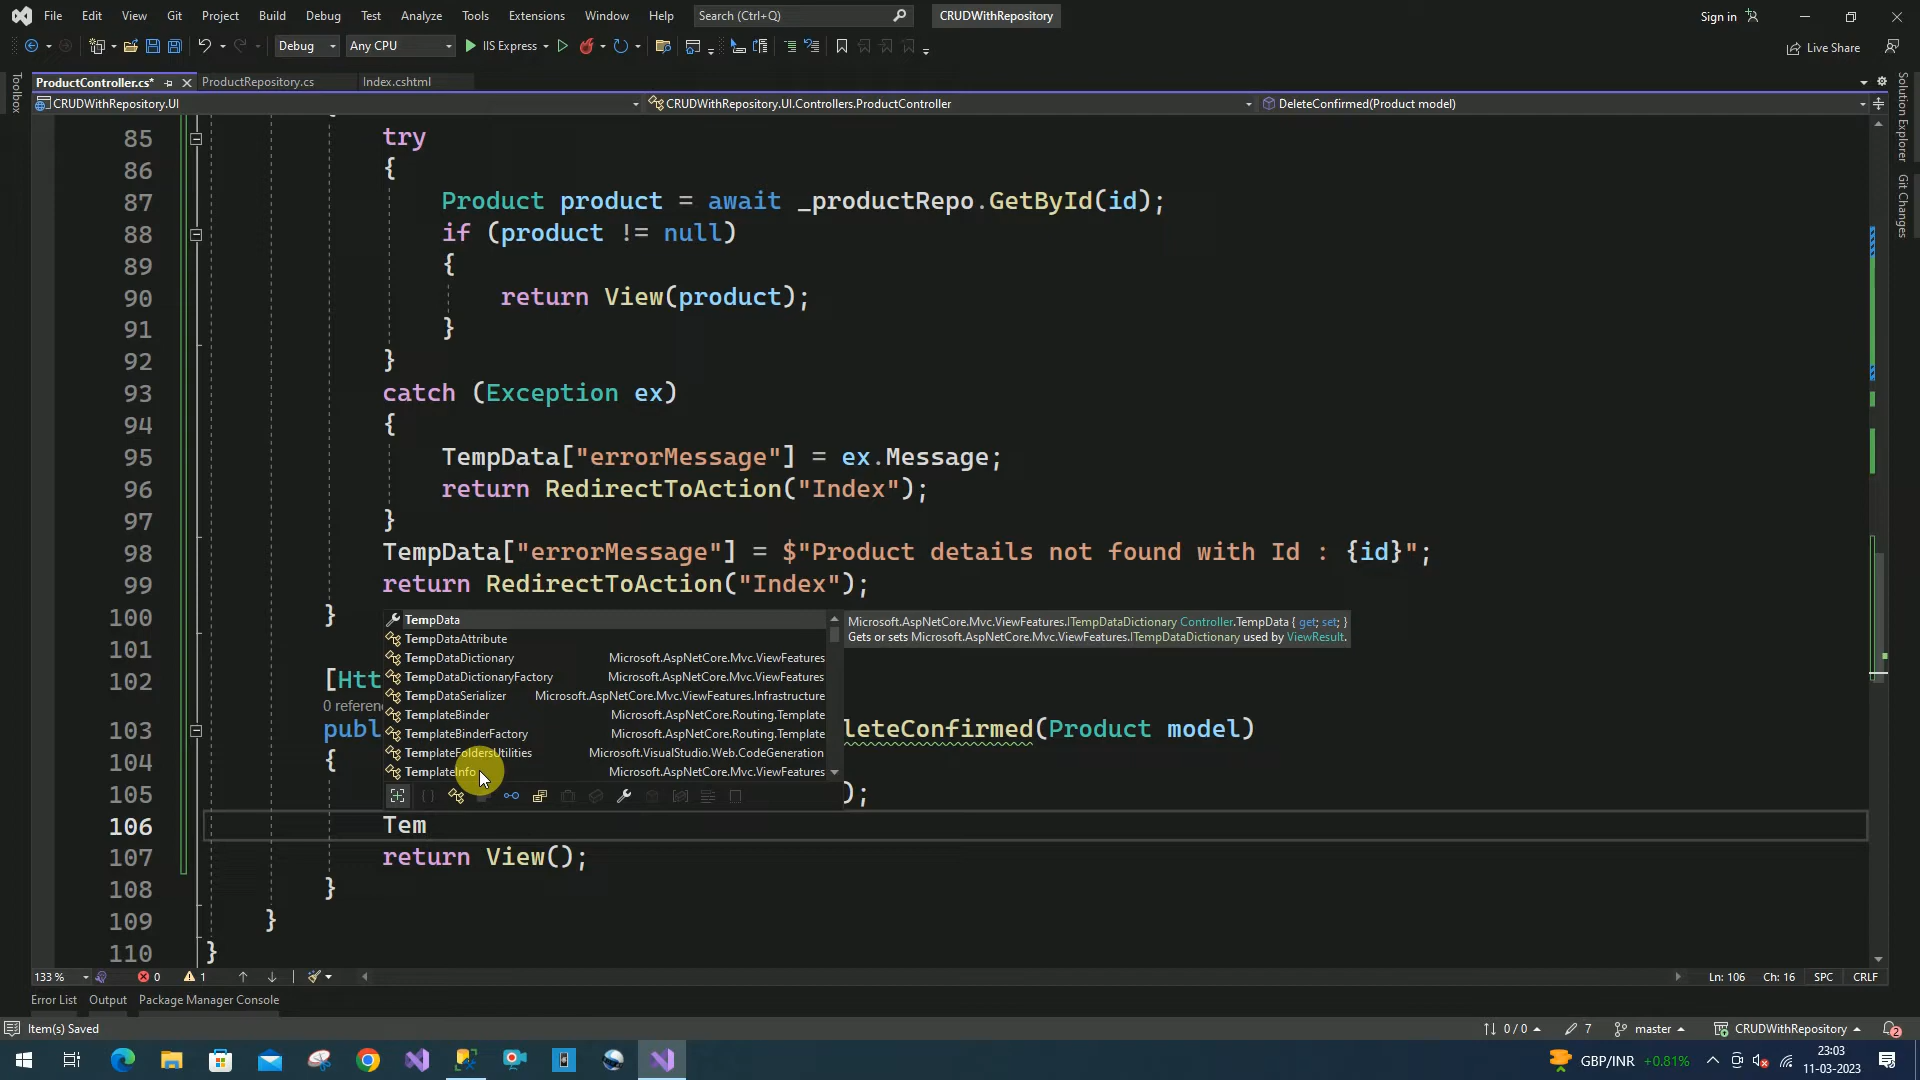 File Edit View Git Project Build Debug Test Analyze Tools Extensions Window Help Search (Ctrl+Q) CRUDWithRepository Sign in
Debug Any CPU IIS Express Live Share
Toolbox
ProductController.cs* ProductRepository.cs Index.cshtml
CRUDWithRepository.UI CRUDWithRepository.UI.Controllers.ProductController DeleteConfirmed(Product model)
Solution Explorer
Git Changes
85 try
86 {
87 Product product = await _productRepo.GetById(id);
88 if (product != null)
89 {
90 return View(product);
91 }
92 }
93 catch (Exception ex)
94 {
95 TempData["errorMessage"] = ex.Message;
96 return RedirectToAction("Index");
97 }
98 TempData["errorMessage"] = $"Product details not found with Id : {id}";
99 return RedirectToAction("Index");
100 }
101
102 [Htt
0 referen
103 publ leteConfirmed(Product model)
104 {
105 );
106 Tem
107 return View();
108 }
109 }
110 }
TempData
TempDataAttribute
TempDataDictionary Microsoft.AspNetCore.Mvc.ViewFeatures
TempDataDictionaryFactory Microsoft.AspNetCore.Mvc.ViewFeatures
TempDataSerializer Microsoft.AspNetCore.Mvc.ViewFeatures.Infrastructure
TemplateBinder Microsoft.AspNetCore.Routing.Template
TemplateBinderFactory Microsoft.AspNetCore.Routing.Template
TemplateFoldersUtilities Microsoft.VisualStudio.Web.CodeGeneration
TemplateInfo Microsoft.AspNetCore.Mvc.ViewFeatures
Microsoft.AspNetCore.Mvc.ViewFeatures.ITempDataDictionary Controller.TempData { get; set; }
Gets or sets Microsoft.AspNetCore.Mvc.ViewFeatures.ITempDataDictionary used by ViewResult.
133 % 0 1 Ln: 106 Ch: 16 SPC CRLF
Error List Output Package Manager Console
Item(s) Saved 0 / 0 7 master CRUDWithRepository 2
GBP/INR +0.81% 23:03
11-03-2023